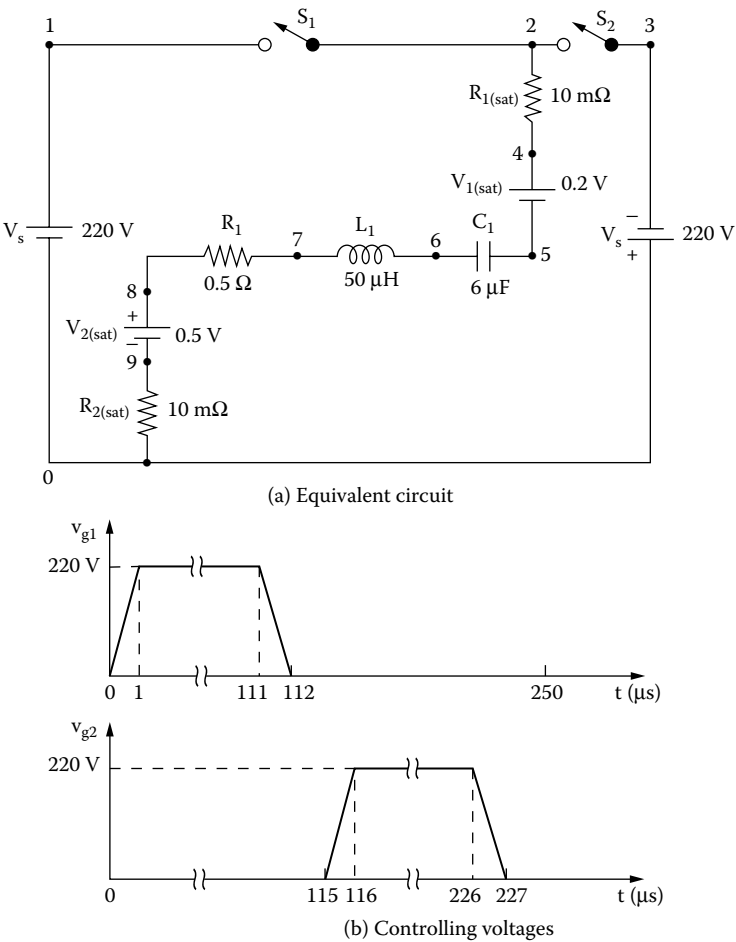 1
S1
2
S2
3
R1(sat) 10 mΩ
4
V1(sat) 0.2 V
Vs 220 V
R1
0.5 Ω
7
L1
50 μH
6
C1
6 μF
5
−
Vs 220 V
+
8
+
V2(sat) 0.5 V
−
9
R2(sat) 10 mΩ
0
(a) Equivalent circuit
vg1
220 V
0 1 111 112 250 t (μs)
vg2
220 V
0 115 116 226 227 t (μs)
(b) Controlling voltages